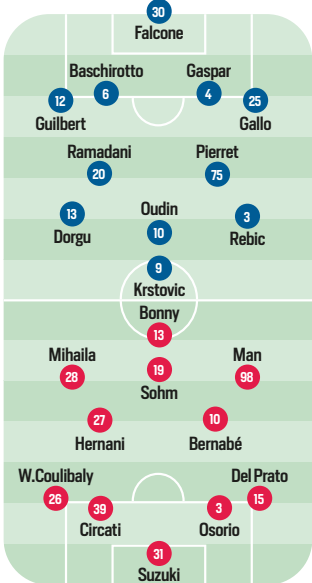 30
Falcone
Baschirotto Gaspar
12 6 4 25
Guilbert Gallo
Ramadani Pierret
20 75
13 Oudin 3
Dorgu 10 Rebic
9
Krstovic
Bonny
13
Mihaila Man
28 19 98
Sohm
27 10
Hernani Bernabé
W.Coulibaly Del Prato
26 39 3 15
Circati Osorio
31
Suzuki